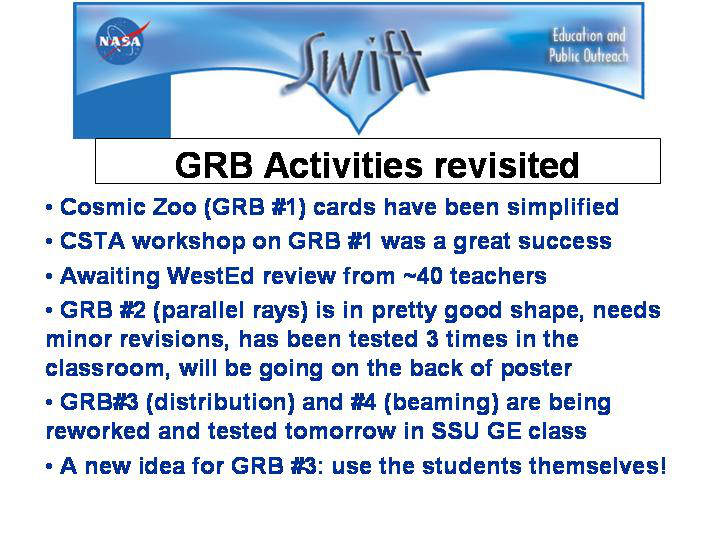 NASA
Swift
Education and
Public Outreach
GRB Activities revisited
• Cosmic Zoo (GRB #1) cards have been simplified
• CSTA workshop on GRB #1 was a great success
• Awaiting WestEd review from ~40 teachers
• GRB #2 (parallel rays) is in pretty good shape, needs
minor revisions, has been tested 3 times in the
classroom, will be going on the back of poster
• GRB#3 (distribution) and #4 (beaming) are being
reworked and tested tomorrow in SSU GE class
• A new idea for GRB #3: use the students themselves!